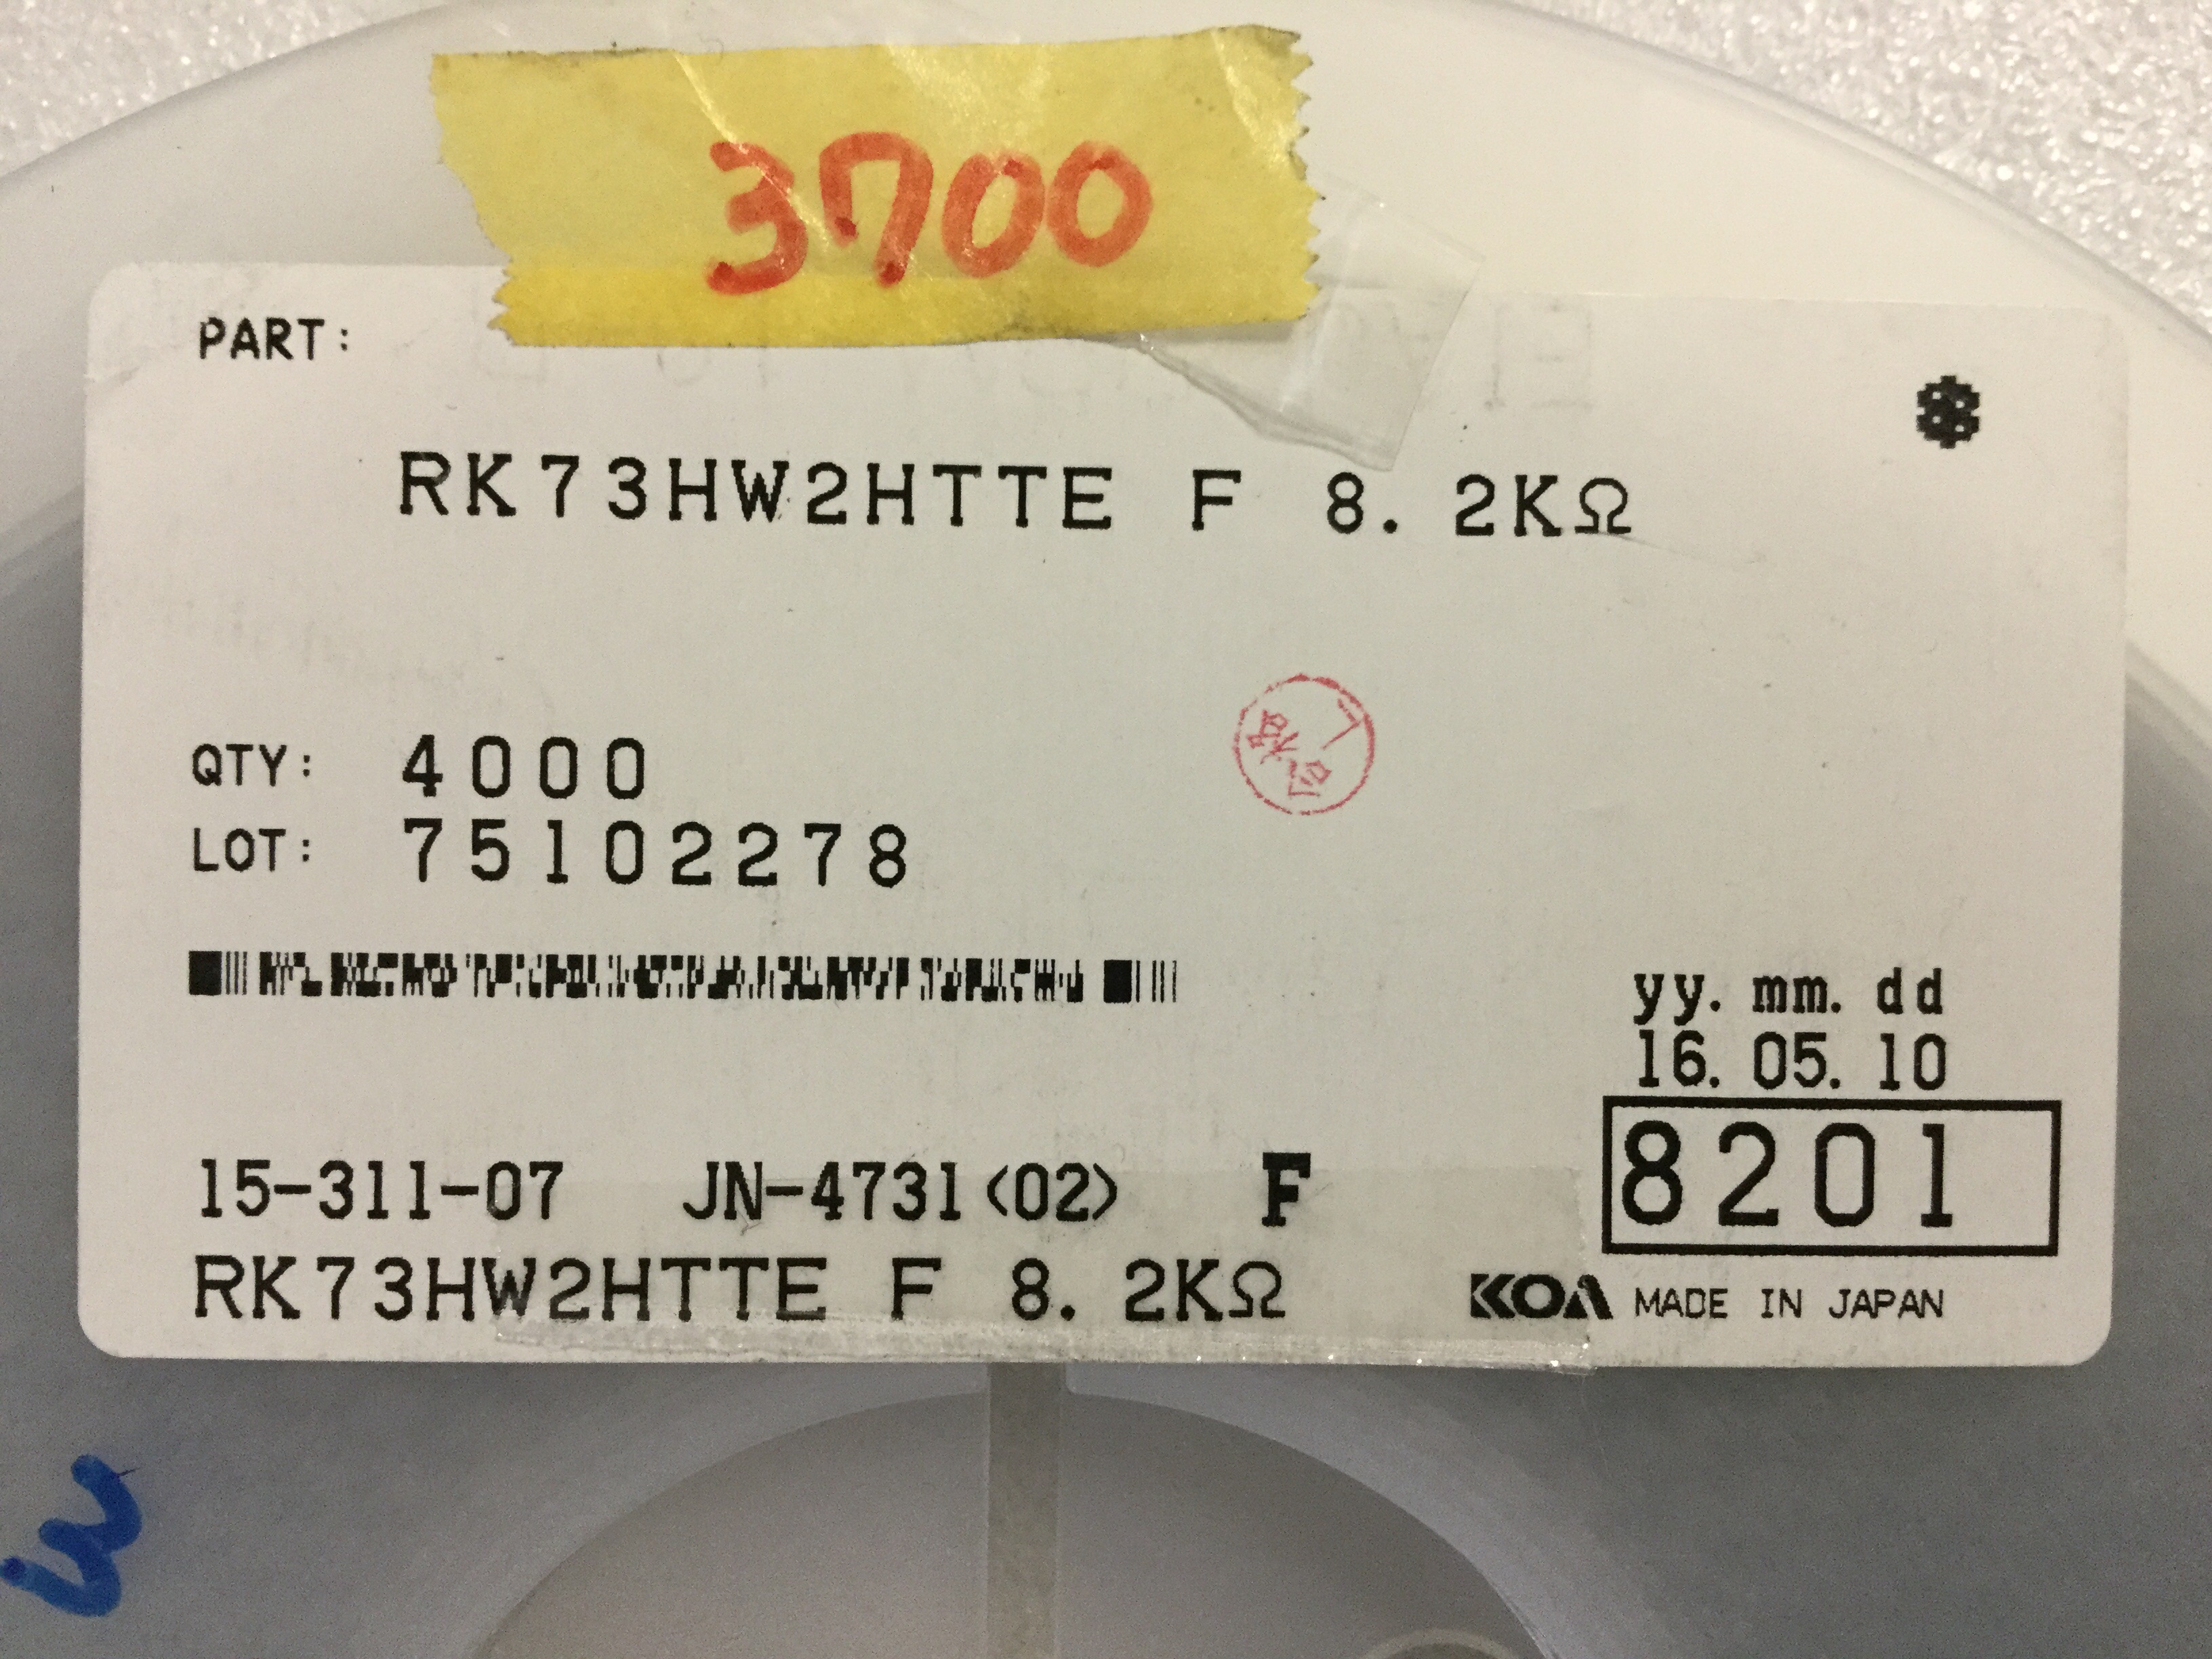 3700
PART:
RK73HW2HTTE F 8.2KΩ
QTY: 4000
LOT: 75102278
yy.mm.dd
16.05.10
8201
15-311-07 JN-4731<02> F
RK73HW2HTTE F 8.2KΩ
KOA MADE IN JAPAN